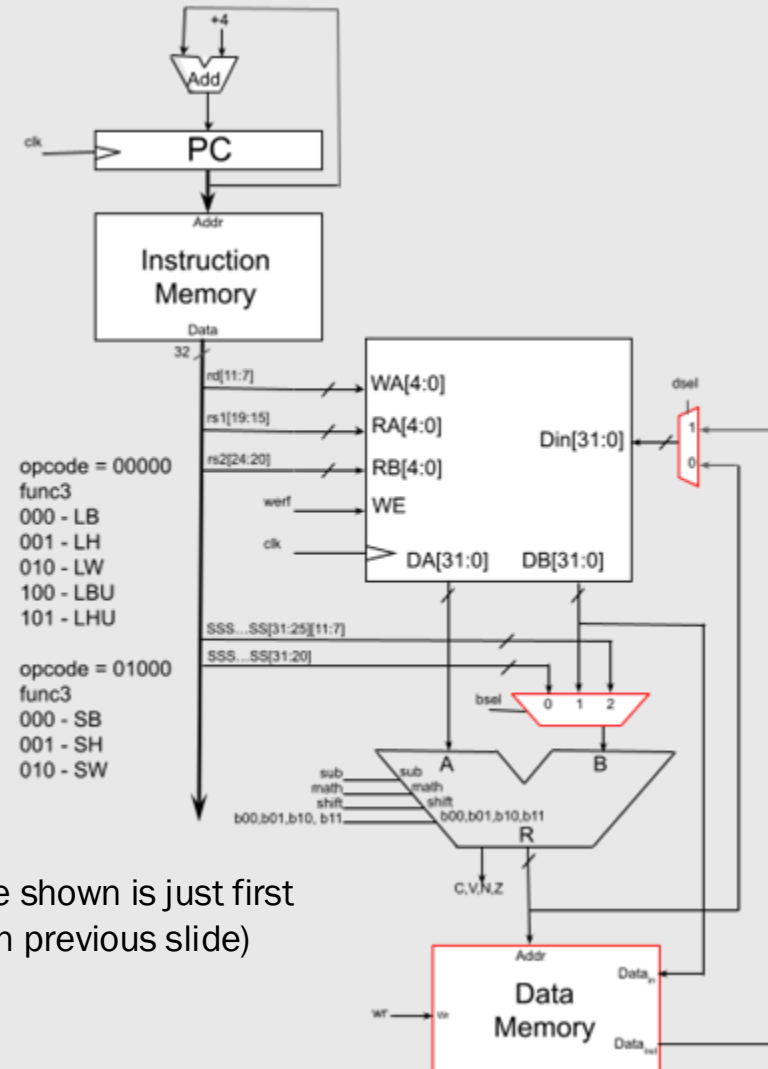 +4
Add
clk
PC
Addr
Instruction
Memory
Data
32
rd[11:7]
WA[4:0]
dsel
rs1[19:15]
RA[4:0]
1
Din[31:0]
rs2[24:20]
RB[4:0]
0
opcode = 00000
func3
000 - LB
001 - LH
010 - LW
100 - LBU
101 - LHU
werf
WE
clk
DA[31:0] DB[31:0]
SSS...SS[31:25][11:7]
SSS...SS[31:20]
opcode = 01000
func3
000 - SB
001 - SH
010 - SW
bsel
0 1 2
A B
sub sub
math math
shift shift
b00,b01,b10, b11 b00,b01,b10,b11
R
C,V,N,Z
e shown is just first
n previous slide)
Addr
Data
Memory
Data in
wr Wr
Data out